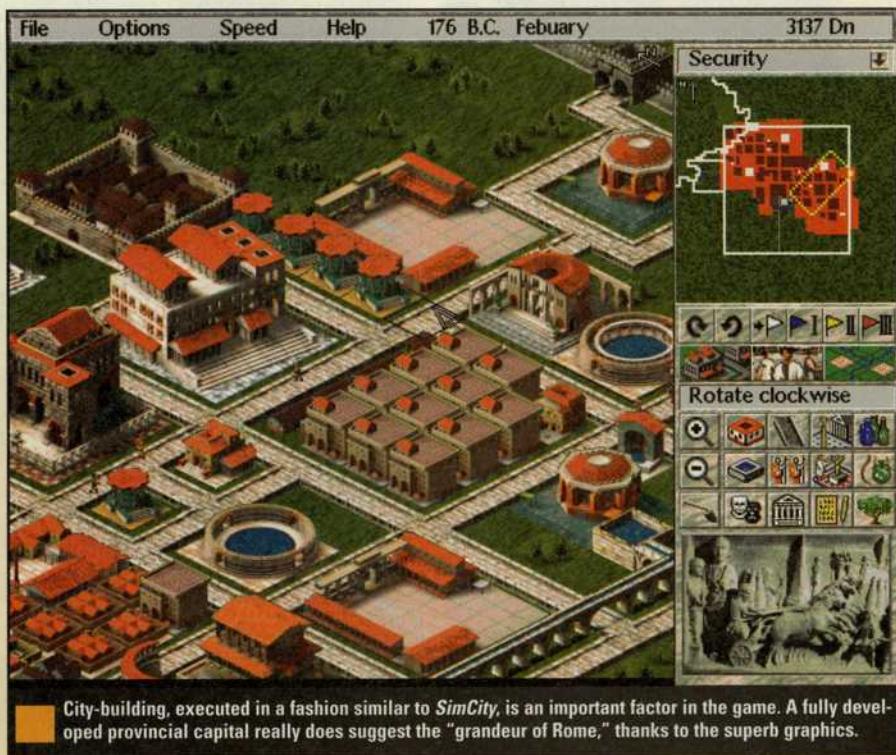 File Options Speed Help 176 B.C. Febuary 3137 Dn
Security
N
I II III
Rotate clockwise
City-building, executed in a fashion similar to SimCity, is an important factor in the game. A fully devel-
oped provincial capital really does suggest the "grandeur of Rome," thanks to the superb graphics.